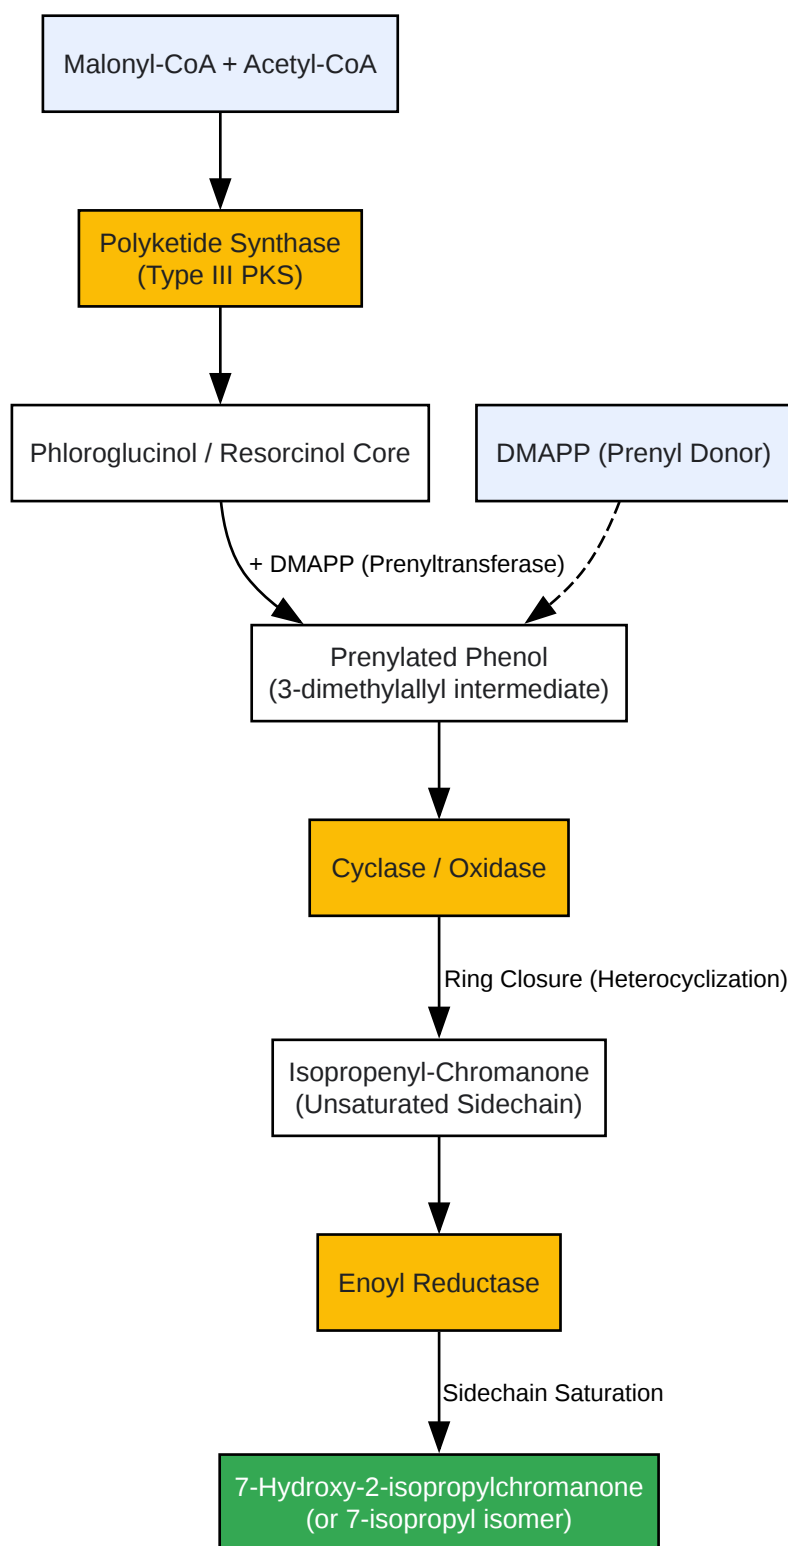 Malonyl-CoA + Acetyl-CoA
Polyketide Synthase
(Type III PKS)
Phloroglucinol / Resorcinol Core
DMAPP (Prenyl Donor)
+ DMAPP (Prenyltransferase)
Prenylated Phenol
(3-dimethylallyl intermediate)
Cyclase / Oxidase
Ring Closure (Heterocyclization)
Isopropenyl-Chromanone
(Unsaturated Sidechain)
Enoyl Reductase
Sidechain Saturation
7-Hydroxy-2-isopropylchromanone
(or 7-isopropyl isomer)